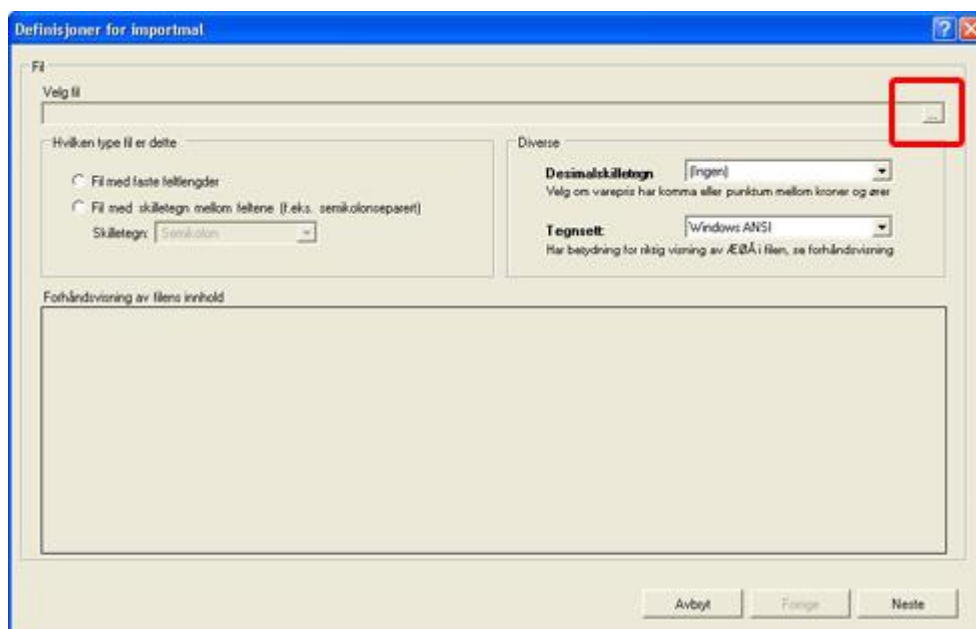 Definisjoner for importmal
Fil
Velg fil
...
Hvilken type fil er dette
Fil med faste feltlengder
Fil med skilletegn mellom feltene (f.eks. semikolonseparert)
Skilletegn: Semikolon
Diverse
Desimalskilletegn (Ingen)
Velg om varepris har komma eller punktum mellom kroner og ører
Tegnsett: Windows ANSI
Har betydning for riktig visning av ÆØÅ i filen, se forhåndsvisning
Forhåndsvisning av filens innhold
Avbryt Forrige Neste